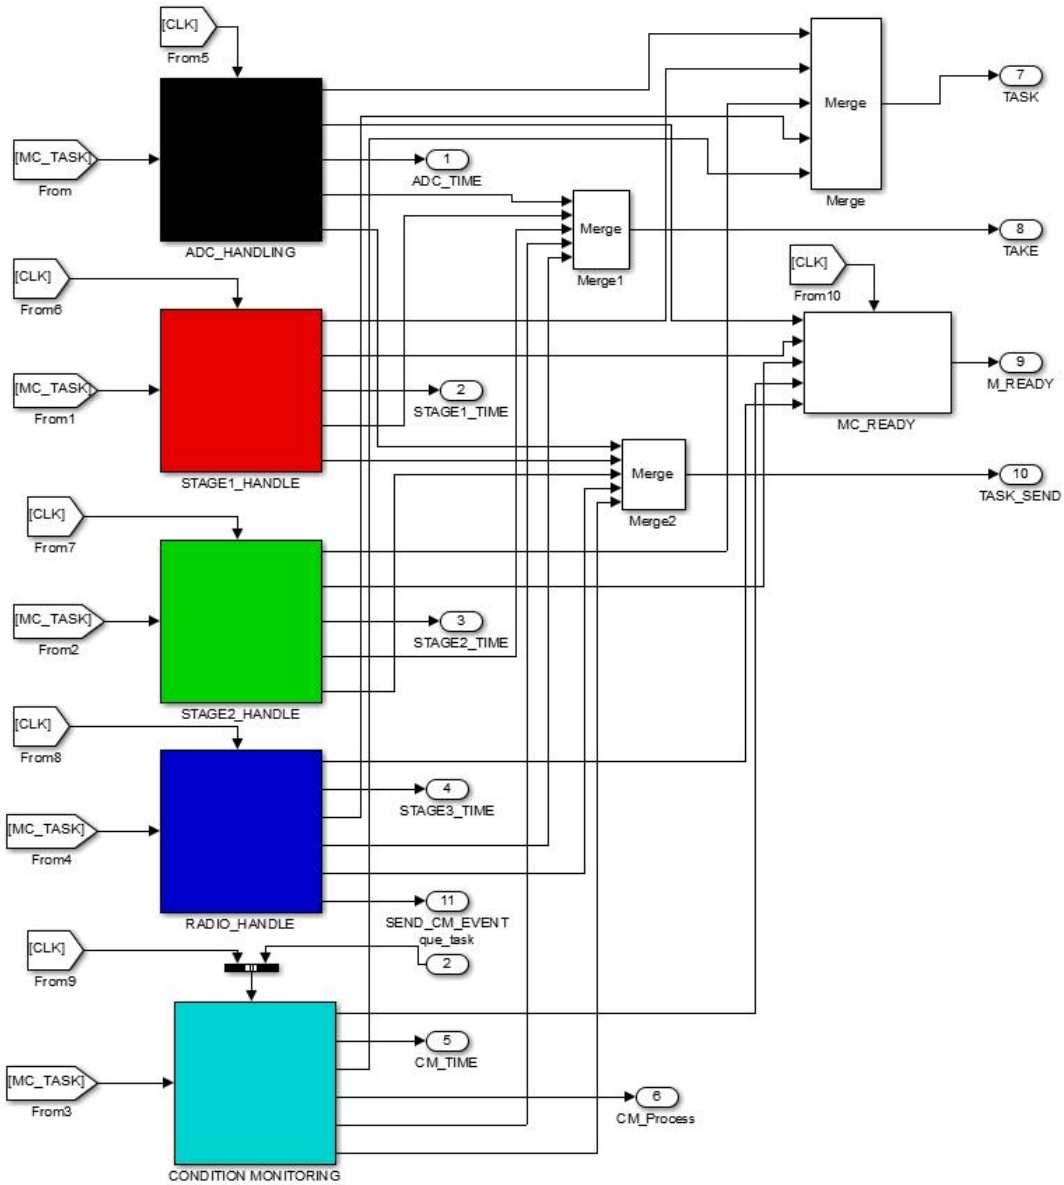 [CLK]
From5
Merge
7
TASK
[MC_TASK]
From
1
ADC_TIME
Merge
ADC_HANDLING
Merge
Merge1
8
TAKE
[CLK]
From6
[CLK]
From10
[MC_TASK]
From1
2
STAGE1_TIME
9
M_READY
MC_READY
STAGE1_HANDLE
Merge
Merge2
10
TASK_SEND
[CLK]
From7
[MC_TASK]
From2
3
STAGE2_TIME
STAGE2_HANDLE
[CLK]
From8
4
STAGE3_TIME
[MC_TASK]
From4
11
SEND_CM_EVENT
RADIO_HANDLE
que_task
2
[CLK]
From9
5
CM_TIME
[MC_TASK]
From3
6
CM_Process
CONDITION MONITORING